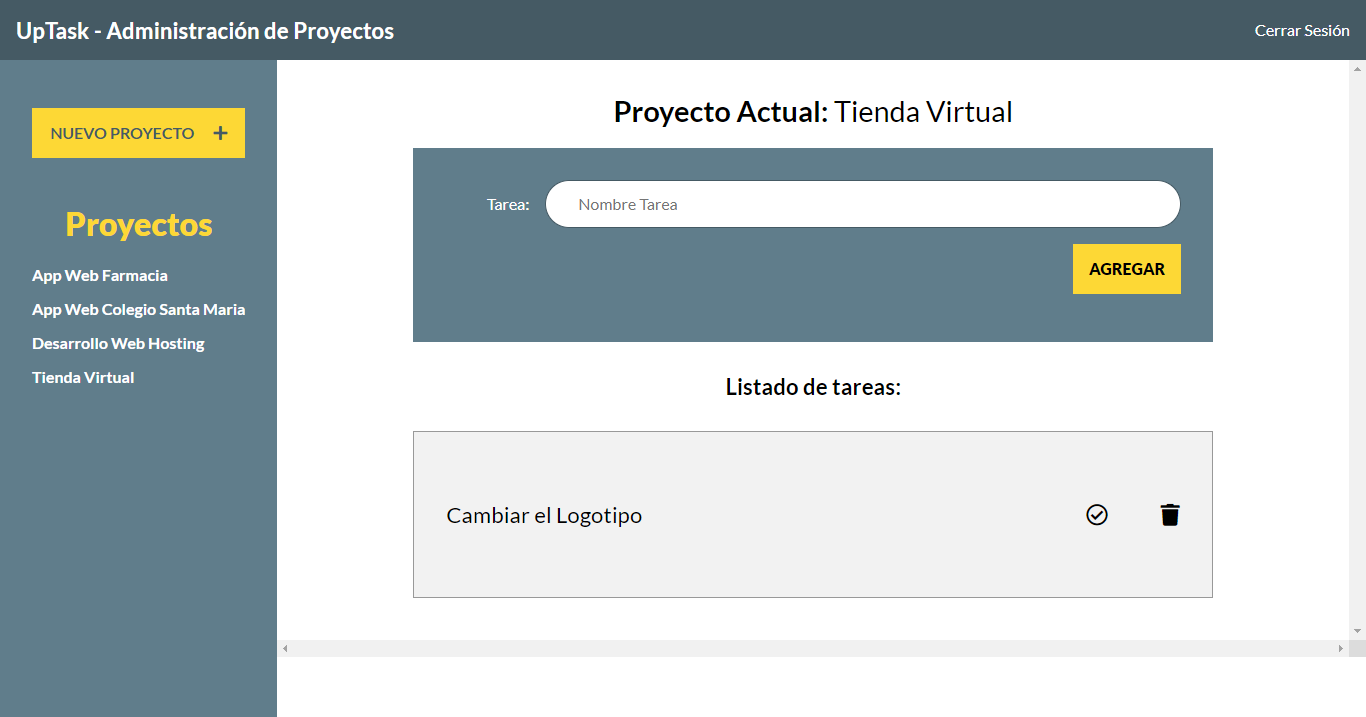 UpTask - Administración de Proyectos
Cerrar Sesión
NUEVO PROYECTO +
Proyectos
App Web Farmacia
App Web Colegio Santa Maria
Desarrollo Web Hosting
Tienda Virtual
Proyecto Actual: Tienda Virtual
Tarea: Nombre Tarea
AGREGAR
Listado de tareas:
Cambiar el Logotipo